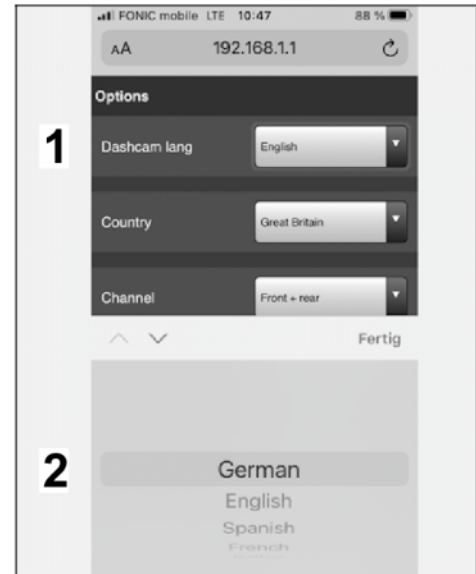 FONIC mobile LTE 10:47 88 %
AA 192.168.1.1
Options
1 Dashcam lang English
Country Great Britain
Channel Front + rear
Fertig
2 German
English
Spanish
French